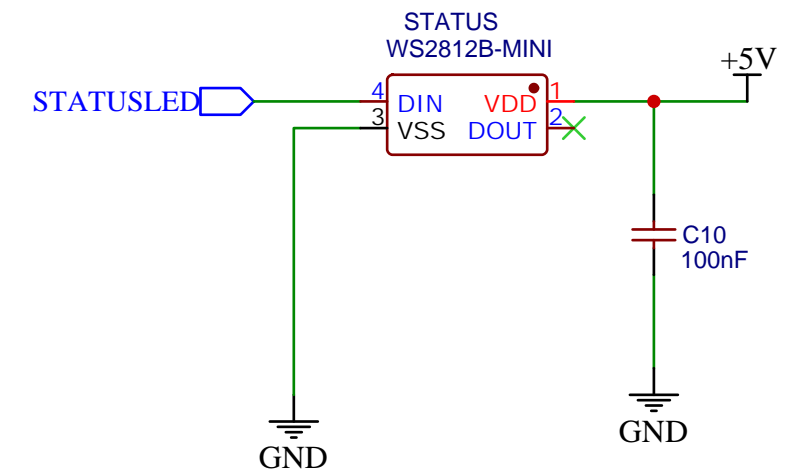 STATUS
WS2812B-MINI
+5V
STATUSLED
4
DIN
VDD
1
3
VSS
DOUT
2
C10
100nF
GND
GND